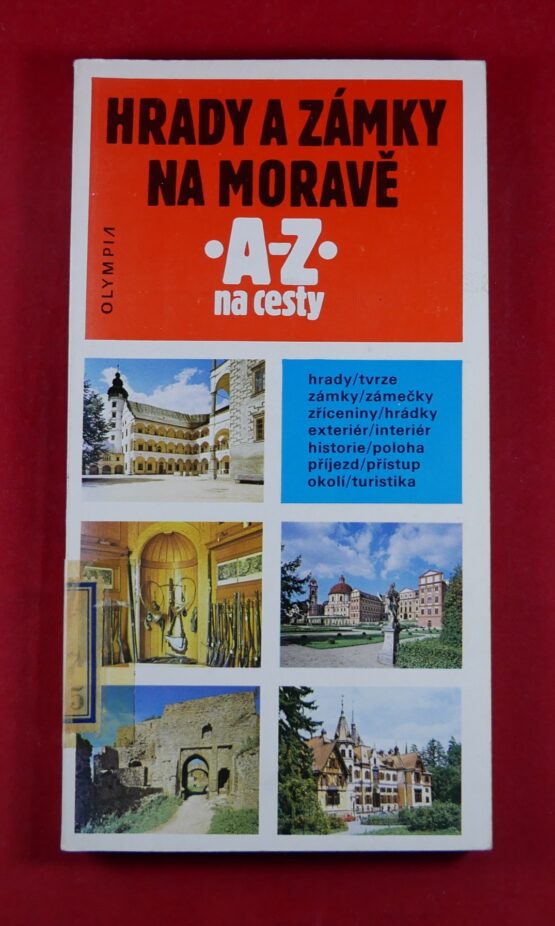 HRADY A ZÁMKY
NA MORAVĚ
•A-Z•
na cesty
OLYMPIA
hrady/tvrze
zámky/zámečky
zříceniny/hrádky
exteriér/interiér
historie/poloha
příjezd/přístup
okolí/turistika
5